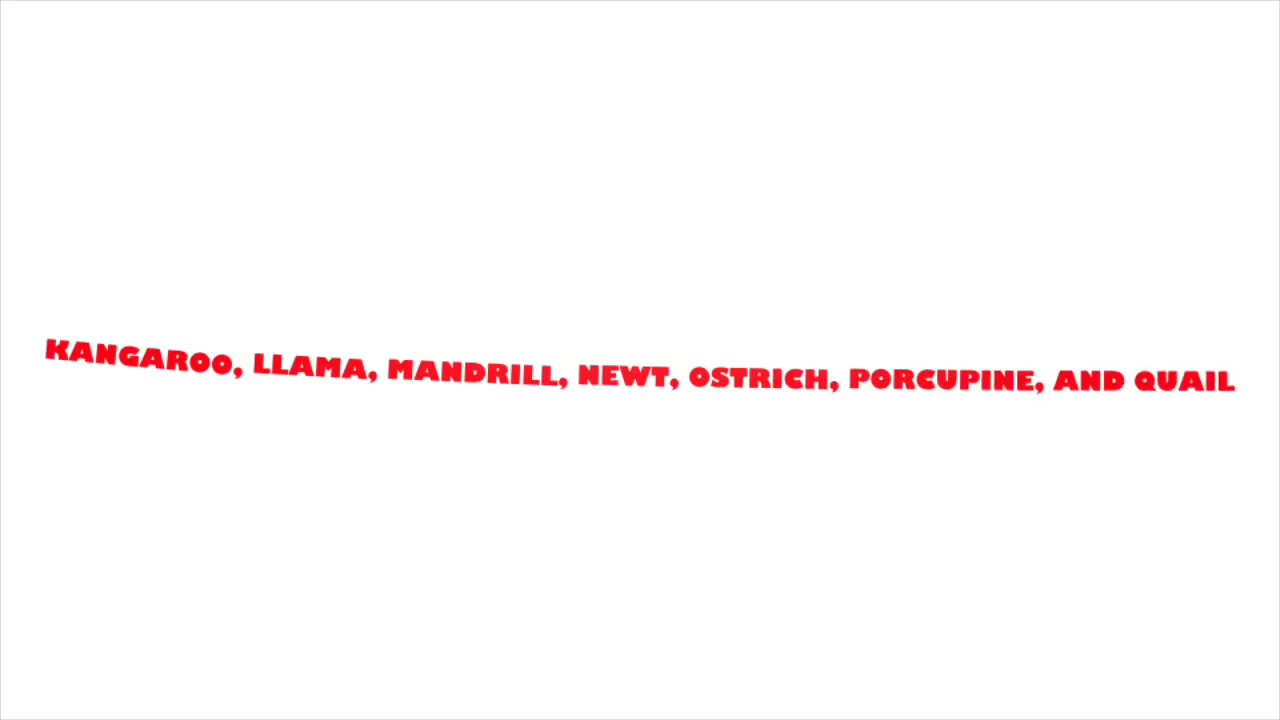 KANGAROO, LLAMA, MANDRILL, NEWT, OSTRICH, PORCUPINE, AND QUAIL